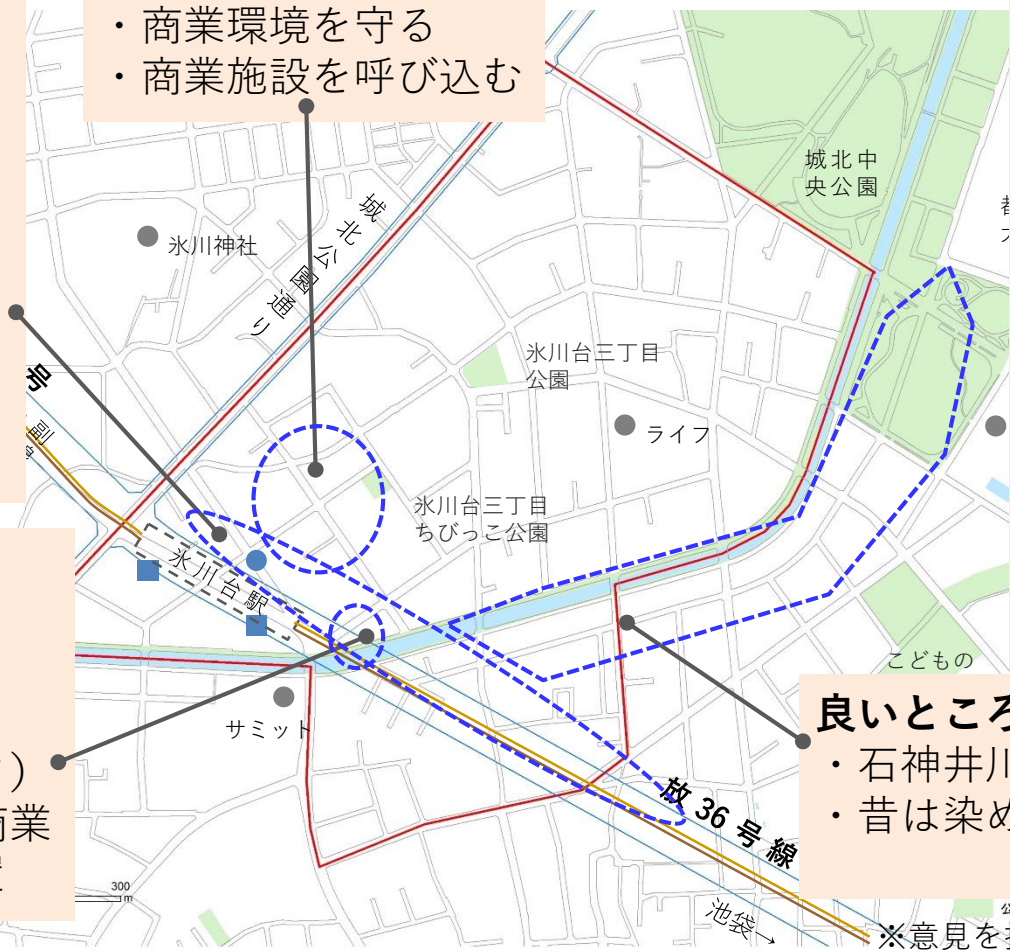 ・商業環境を守る
・商業施設を呼び込む
城北中
央公園
氷川神社
城北公園通り
氷川台三丁目
公園
号
ライフ
副
氷川台三丁目
ちびっこ公園
氷川台駅
こどもの
サミット
良いところ
・石神井川
・昔は染め
）
商業
放36号線
300
m
池袋→
※意見を